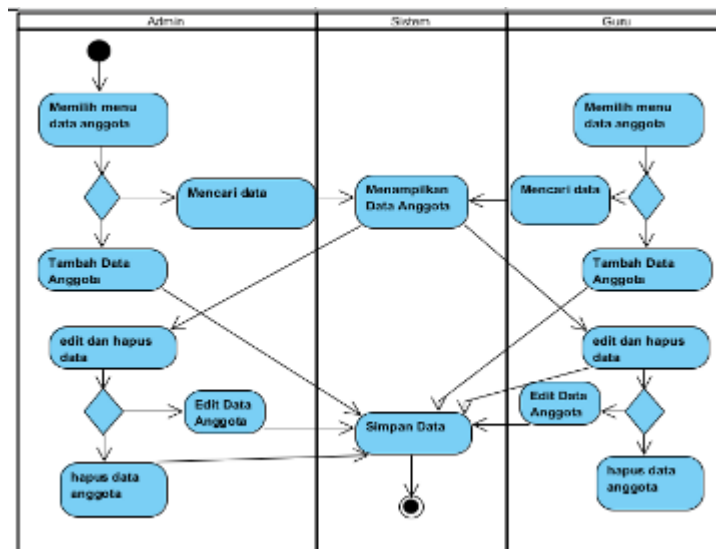 Admin
Sistem
Guru
Memilih menu
data anggota
Memilih menu
data anggota
Mencari data
Menampilkan
Data Anggota
Mencari data
Tambah Data
Anggota
Tambah Data
Anggota
edit dan hapus
data
edit dan hapus
data
Edit Data
Anggota
Simpan Data
Edit Data
Anggota
hapus data
anggota
hapus data
anggota